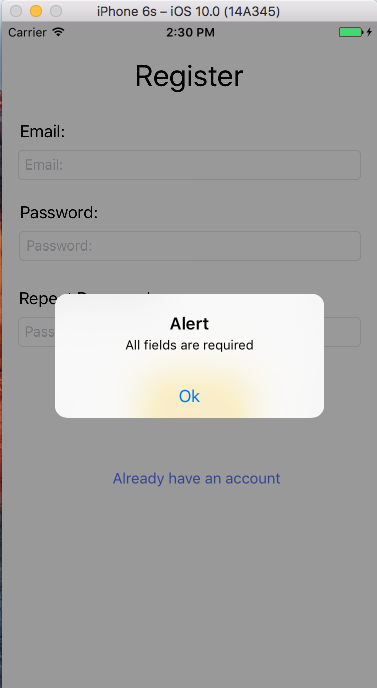 iPhone 6s – iOS 10.0 (14A345)
Carrier 2:30 PM
Register
Email:
Email:
Password:
Password:
Alert
All fields are required
Ok
Already have an account